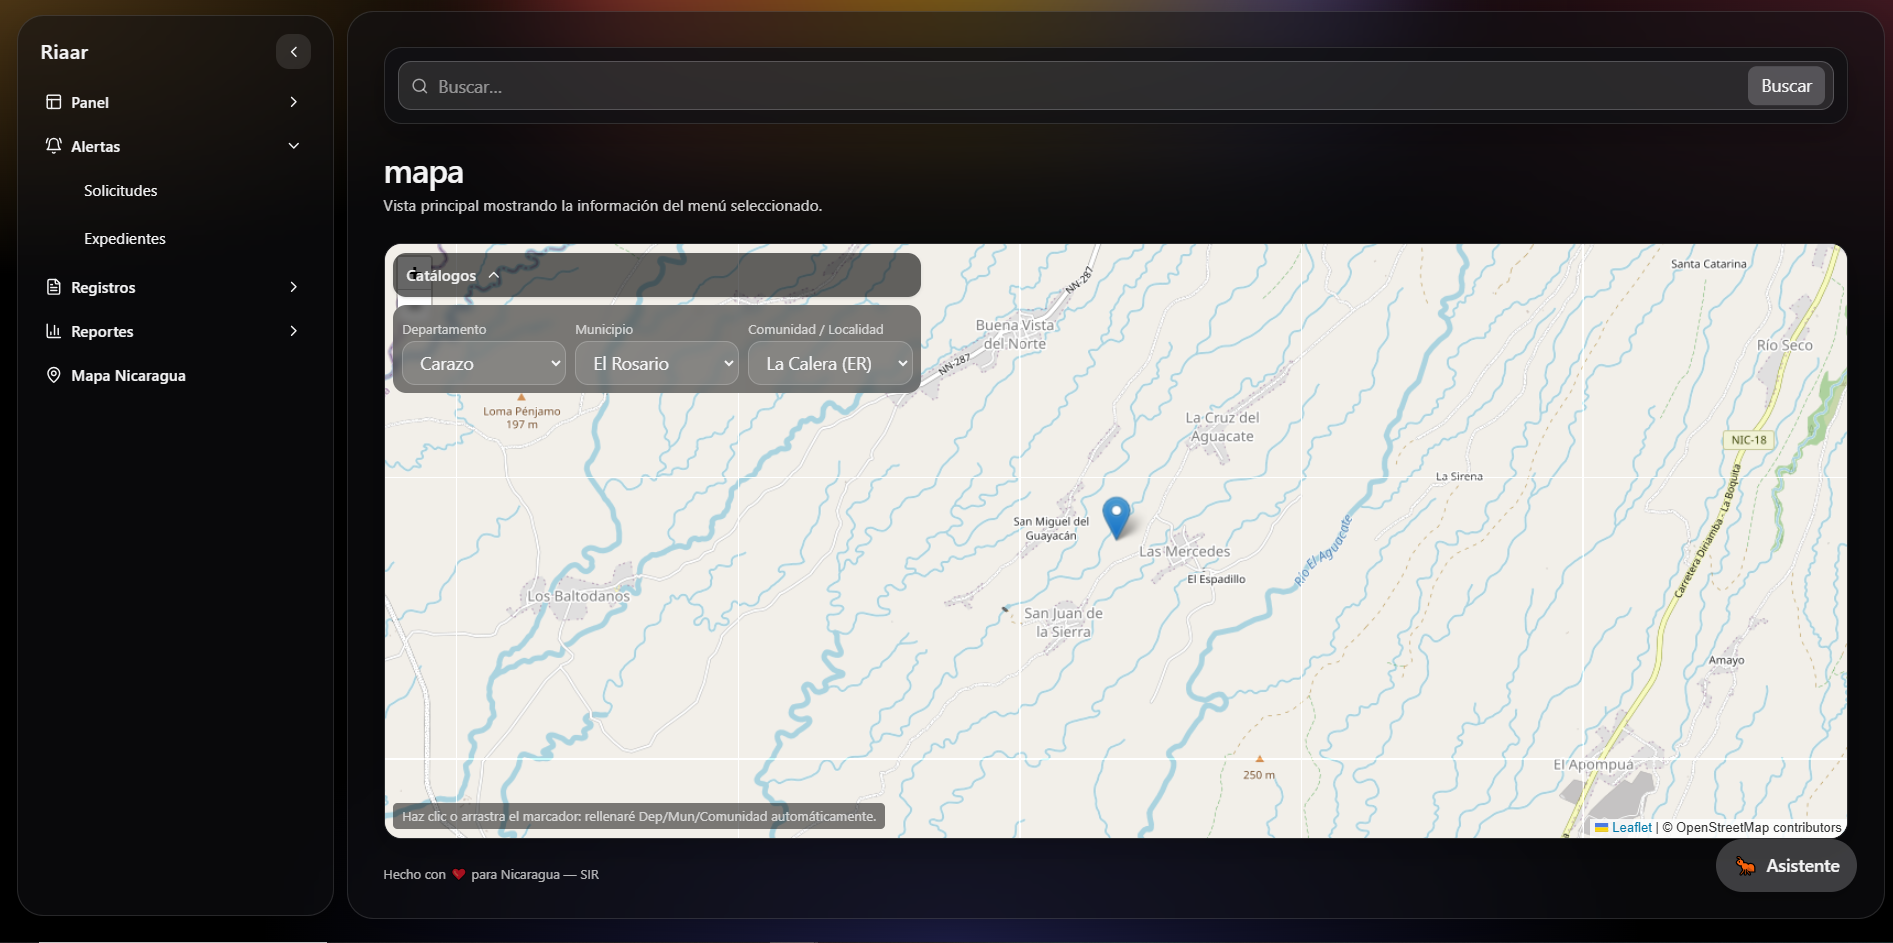 Riaar
Panel
Alertas
Solicitudes
Expedientes
Registros
Reportes
Mapa Nicaragua
Buscar...
Buscar
mapa
Vista principal mostrando la información del menú seleccionado.
Catálogos
Departamento
Municipio
Comunidad / Localidad
Carazo
El Rosario
La Calera (ER)
Santa Catarina
NN-287
Buena Vista
del Norte
NN-287
Río Seco
Loma Pénjamo
197 m
La Cruz del
Aguacate
NIC-18
La Sirena
San Miguel del
Guayacán
Las Mercedes
El Espadillo
Río El Aguacate
Carretera Diriamba - La Boquita
Los Baltodanos
San Juan de
la Sierra
Amayo
El Apompuá
250 m
Haz clic o arrastra el marcador: rellenaré Dep/Mun/Comunidad automáticamente.
Leaflet | © OpenStreetMap contributors
Hecho con ❤ para Nicaragua — SIR
Asistente